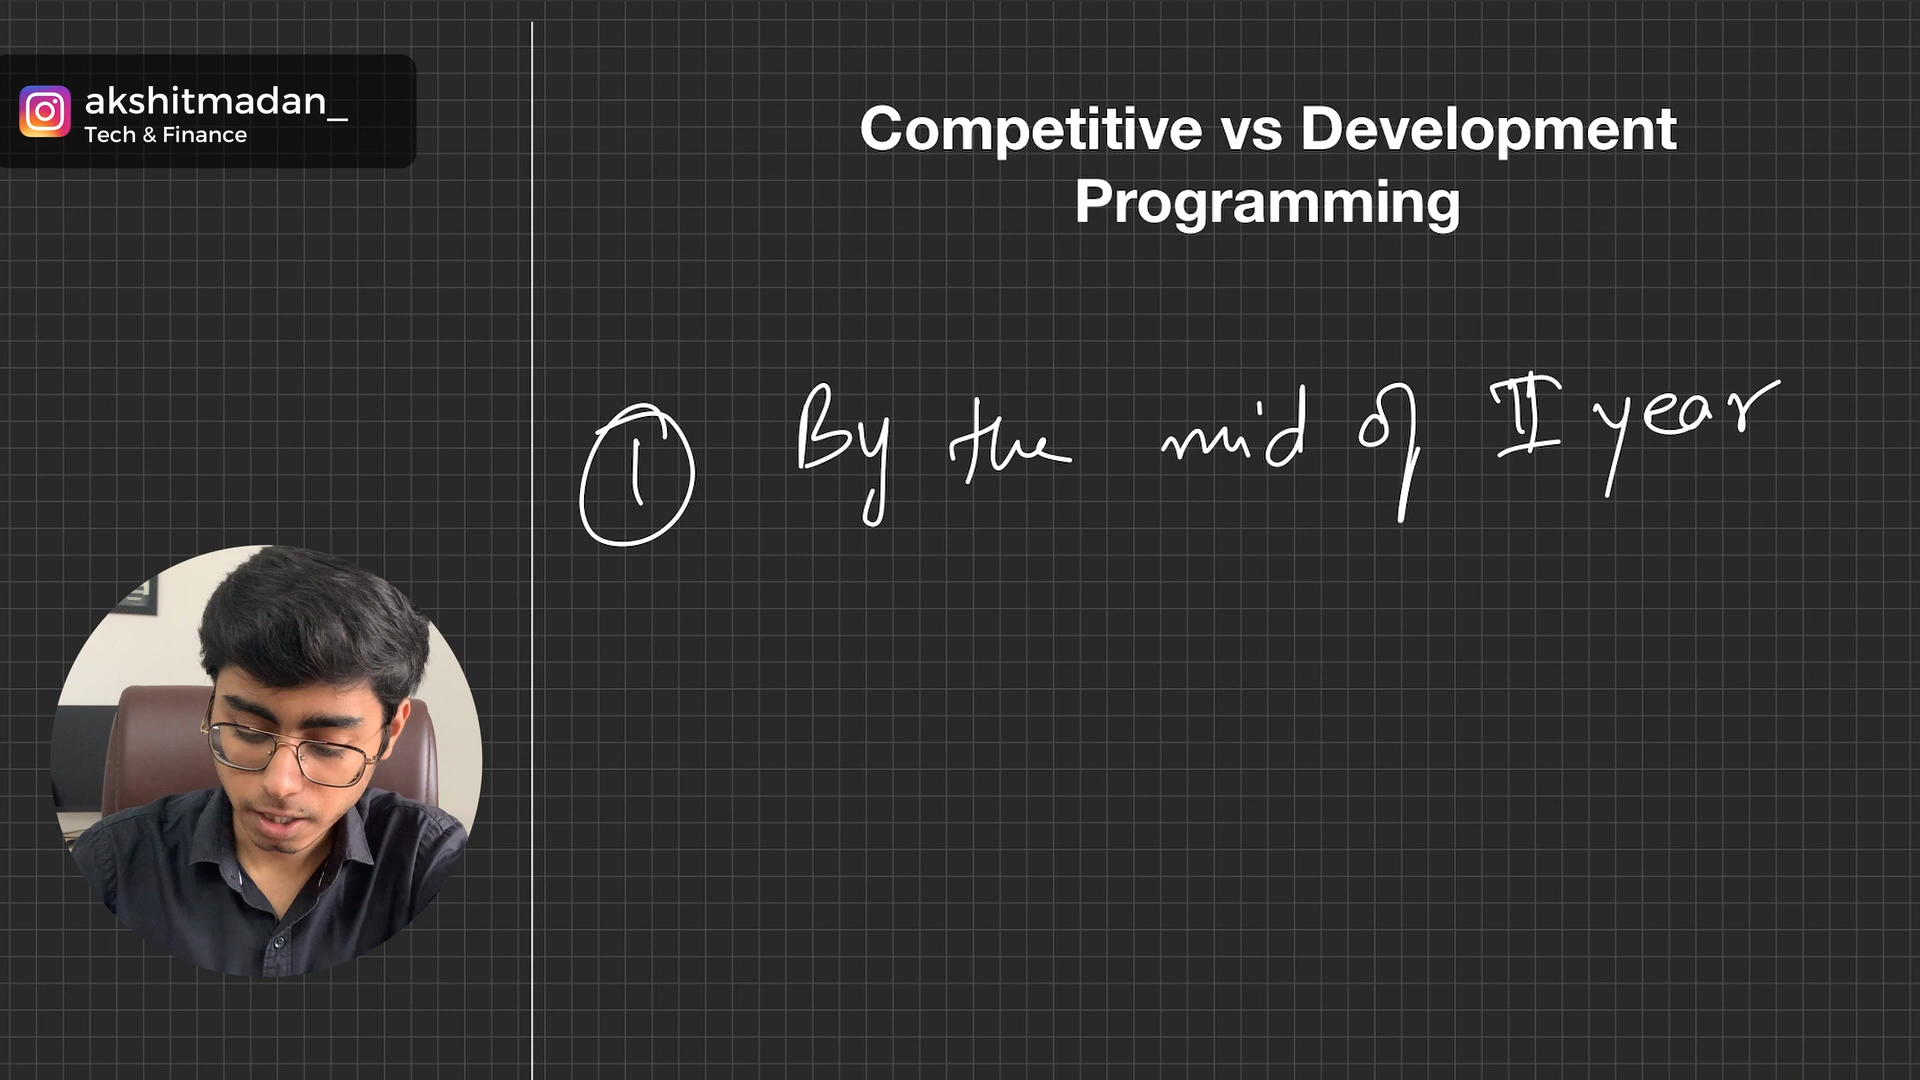 akshitmadan_
Tech & Finance
Competitive vs Development
Programming
1 By the mid of II year